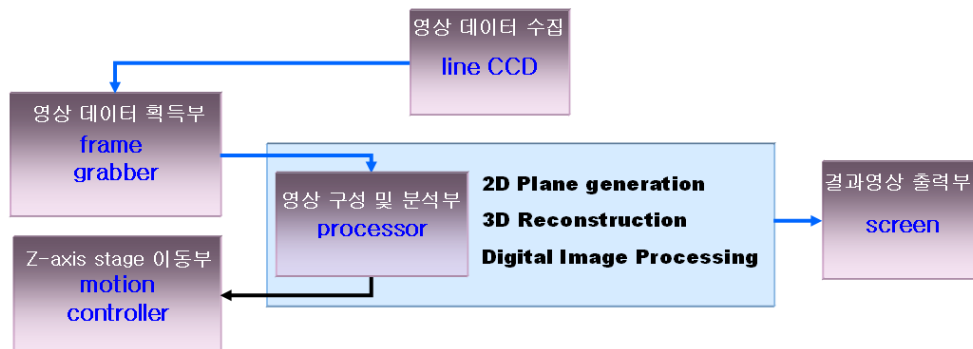 영상 데이터 수집
line CCD
영상 데이터 획득부
frame
grabber
영상 구성 및 분석부
processor
2D Plane generation
3D Reconstruction
Digital Image Processing
결과영상 출력부
screen
Z-axis stage 이동부
motion
controller